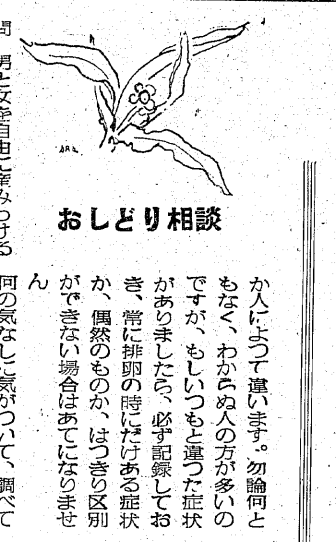 おしどり相談
問 男と女を自由に産みわける
か人によつて違います。勿論何と
もなく、わからぬ人の方が多いの
ですが、もしいつもと違つた症状
がありましたら、必ず記録してお
き、常に排卵の時にだけある症状
か、偶然のものか、はつきり区別
ができない場合はあてになりませ
ん
何の気なしに気がついて、調べて